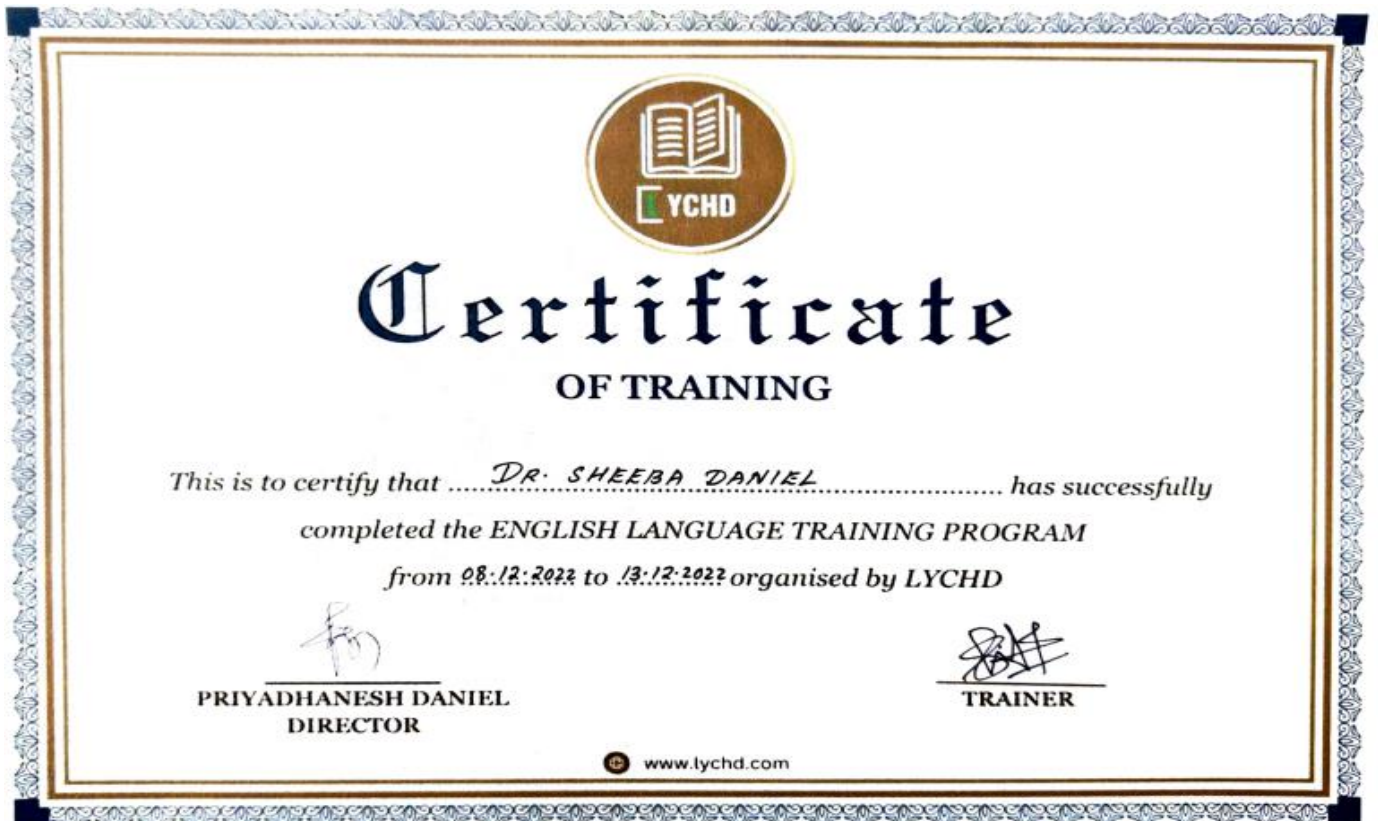 LYCHD
Certificate
OF TRAINING
This is to certify that ..... DR. SHEEBA DANIEL ..... has successfully
completed the ENGLISH LANGUAGE TRAINING PROGRAM
from 08.12.2022 to 13.12.2022 organised by LYCHD
PRIYADHANESH DANIEL
DIRECTOR
TRAINER
www.lychd.com